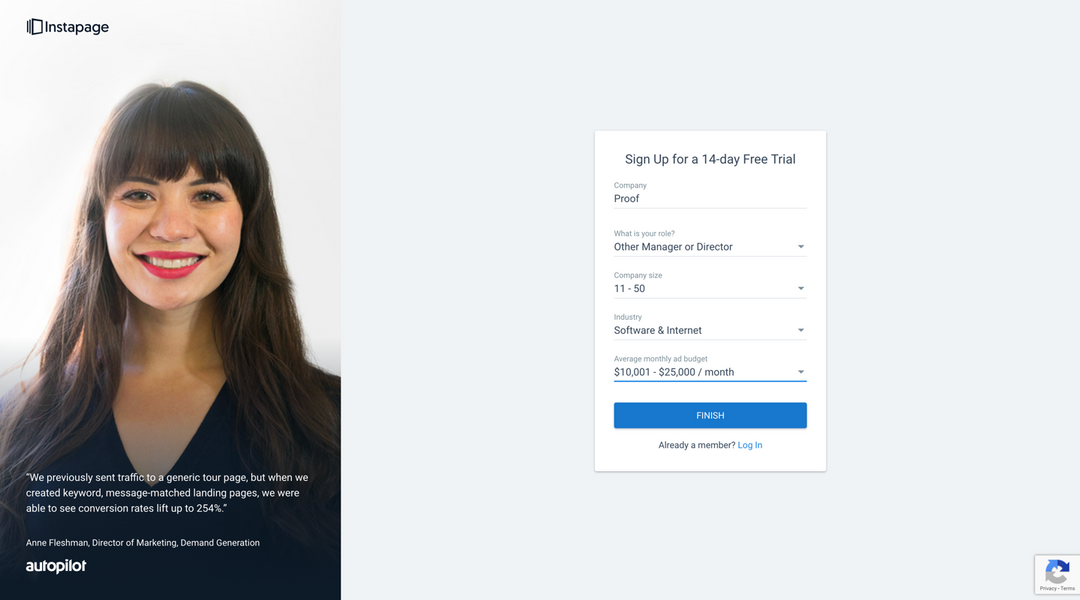 Instapage
“We previously sent traffic to a generic tour page, but when we
created keyword, message-matched landing pages, we were
able to see conversion rates lift up to 254%.”
Anne Fleshman, Director of Marketing, Demand Generation
autopilot
Sign Up for a 14-day Free Trial
Company
Proof
What is your role?
Other Manager or Director
Company size
11 - 50
Industry
Software & Internet
Average monthly ad budget
$10,001 - $25,000 / month
FINISH
Already a member? Log In
Privacy - Terms